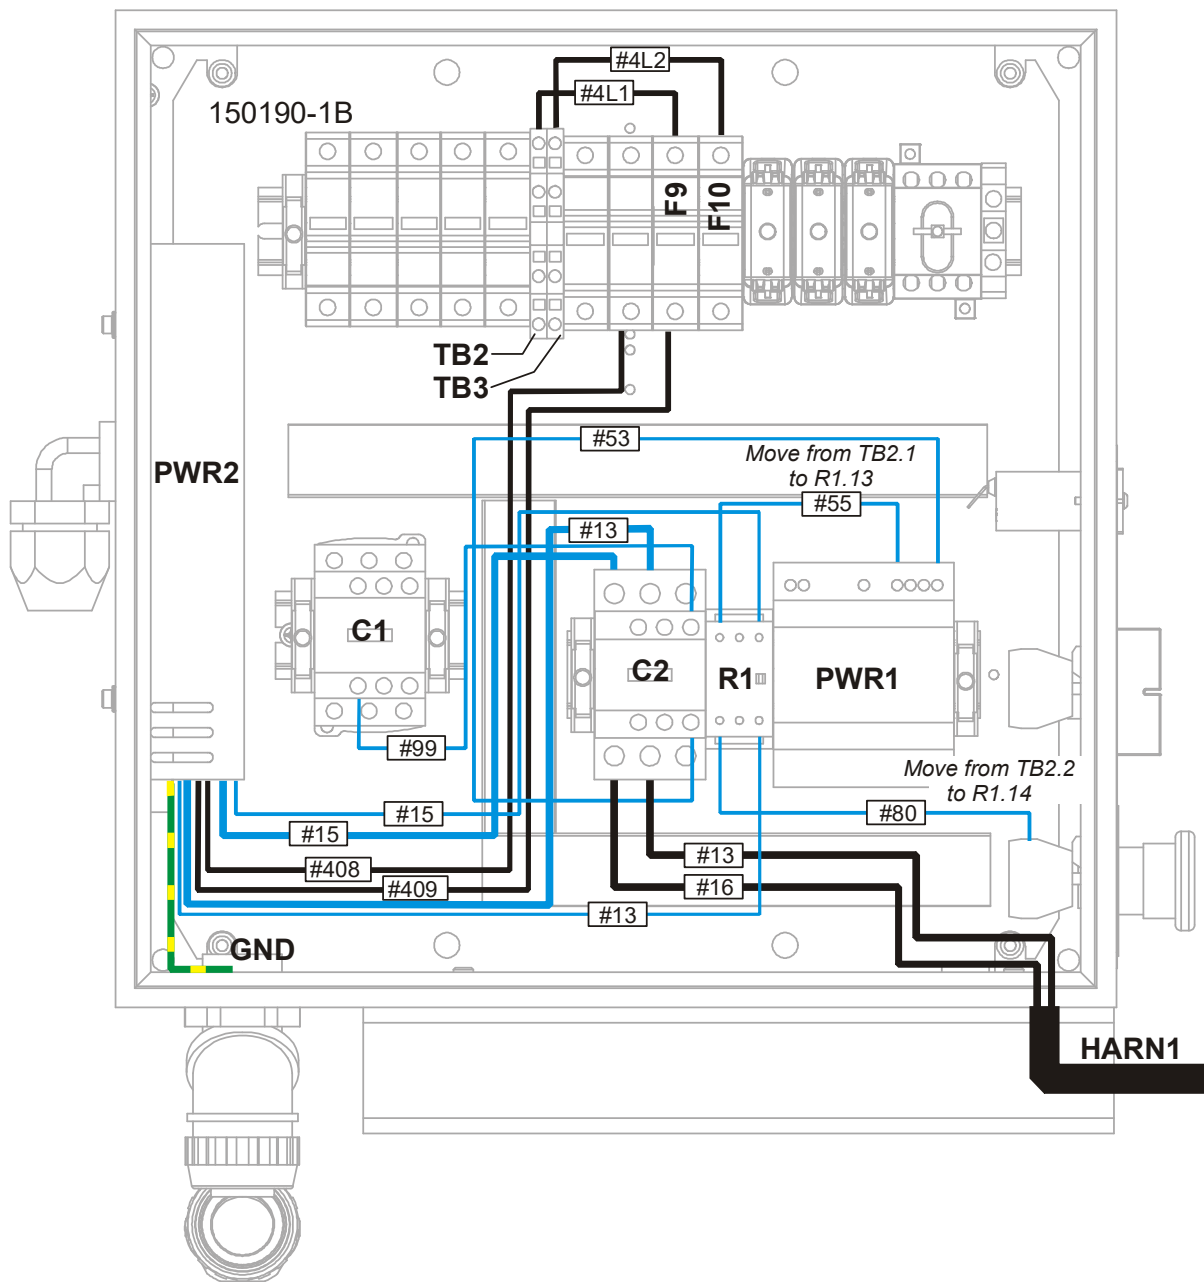 #4L2
#4L1
150190-1B
F9
F10
TB2
TB3
#53
Move from TB2.1
to R1.13
PWR2
#55
#13
C1
C2
R1
PWR1
#99
Move from TB2.2
to R1.14
#15
#80
#15
#13
#408
#16
#409
#13
GND
HARN1